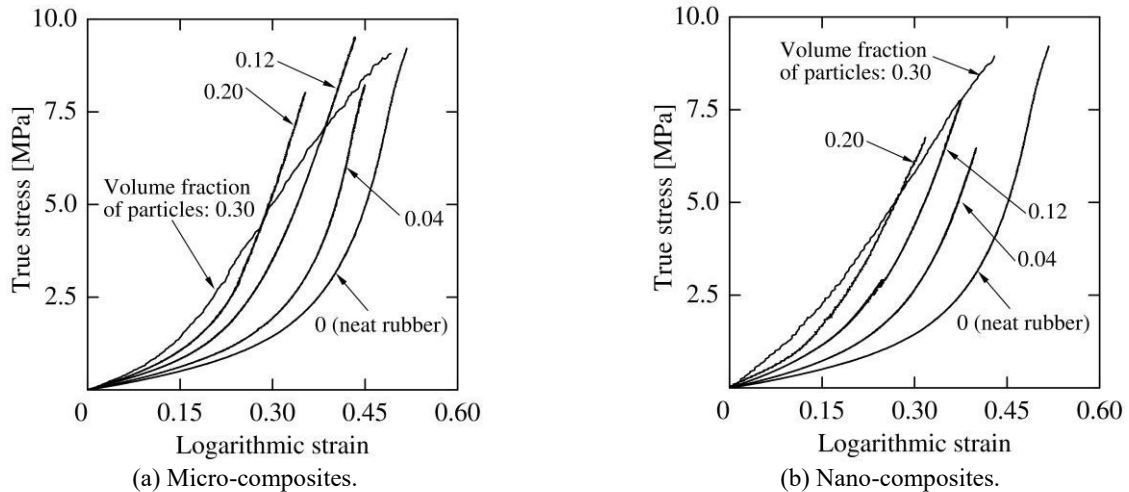 10.0
7.5
5.0
2.5
0
0.15
0.30
0.45
0.60
True stress [MPa]
Logarithmic strain
0.12
0.20
Volume fraction
of particles: 0.30
0.04
0 (neat rubber)
(a) Micro-composites.
10.0
7.5
5.0
2.5
0
0.15
0.30
0.45
0.60
True stress [MPa]
Logarithmic strain
Volume fraction
of particles: 0.30
0.20
0.12
0.04
0 (neat rubber)
(b) Nano-composites.